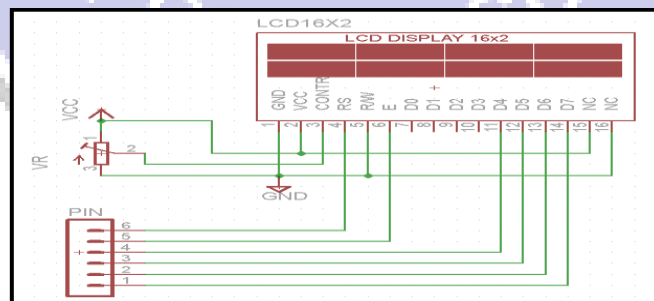 LCD16X2
LCD DISPLAY 16x2
GND VCC CONTR RS R/W E D0 D1 D2 D3 D4 D5 D6 D7 NC NC
1 2 3 4 5 6 7 8 9 10 11 12 13 14 15 16
VCC
1
2
3
VR
GND
PIN
6
5
4
3
2
1